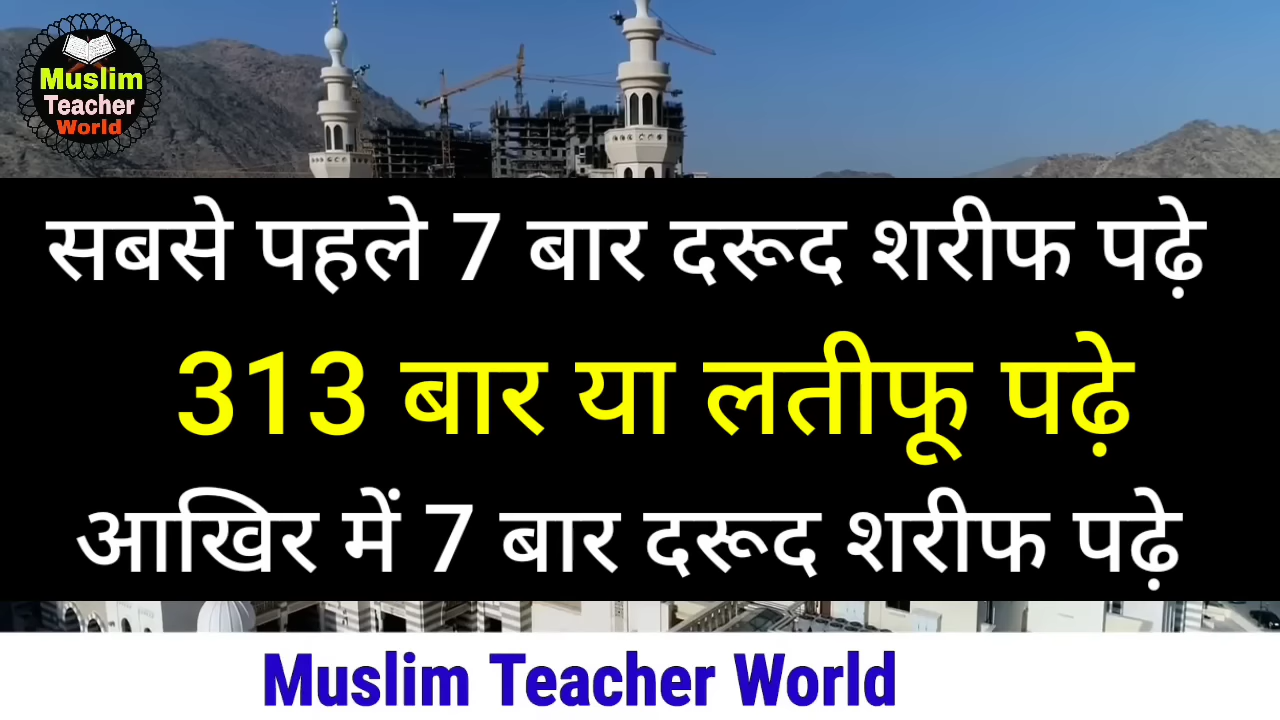 Muslim
Teacher
World
सबसे पहले 7 बार दरूद शरीफ पढ़े
313 बार या लतीफू पढ़े
आखिर में 7 बार दरूद शरीफ पढ़े
Muslim Teacher World